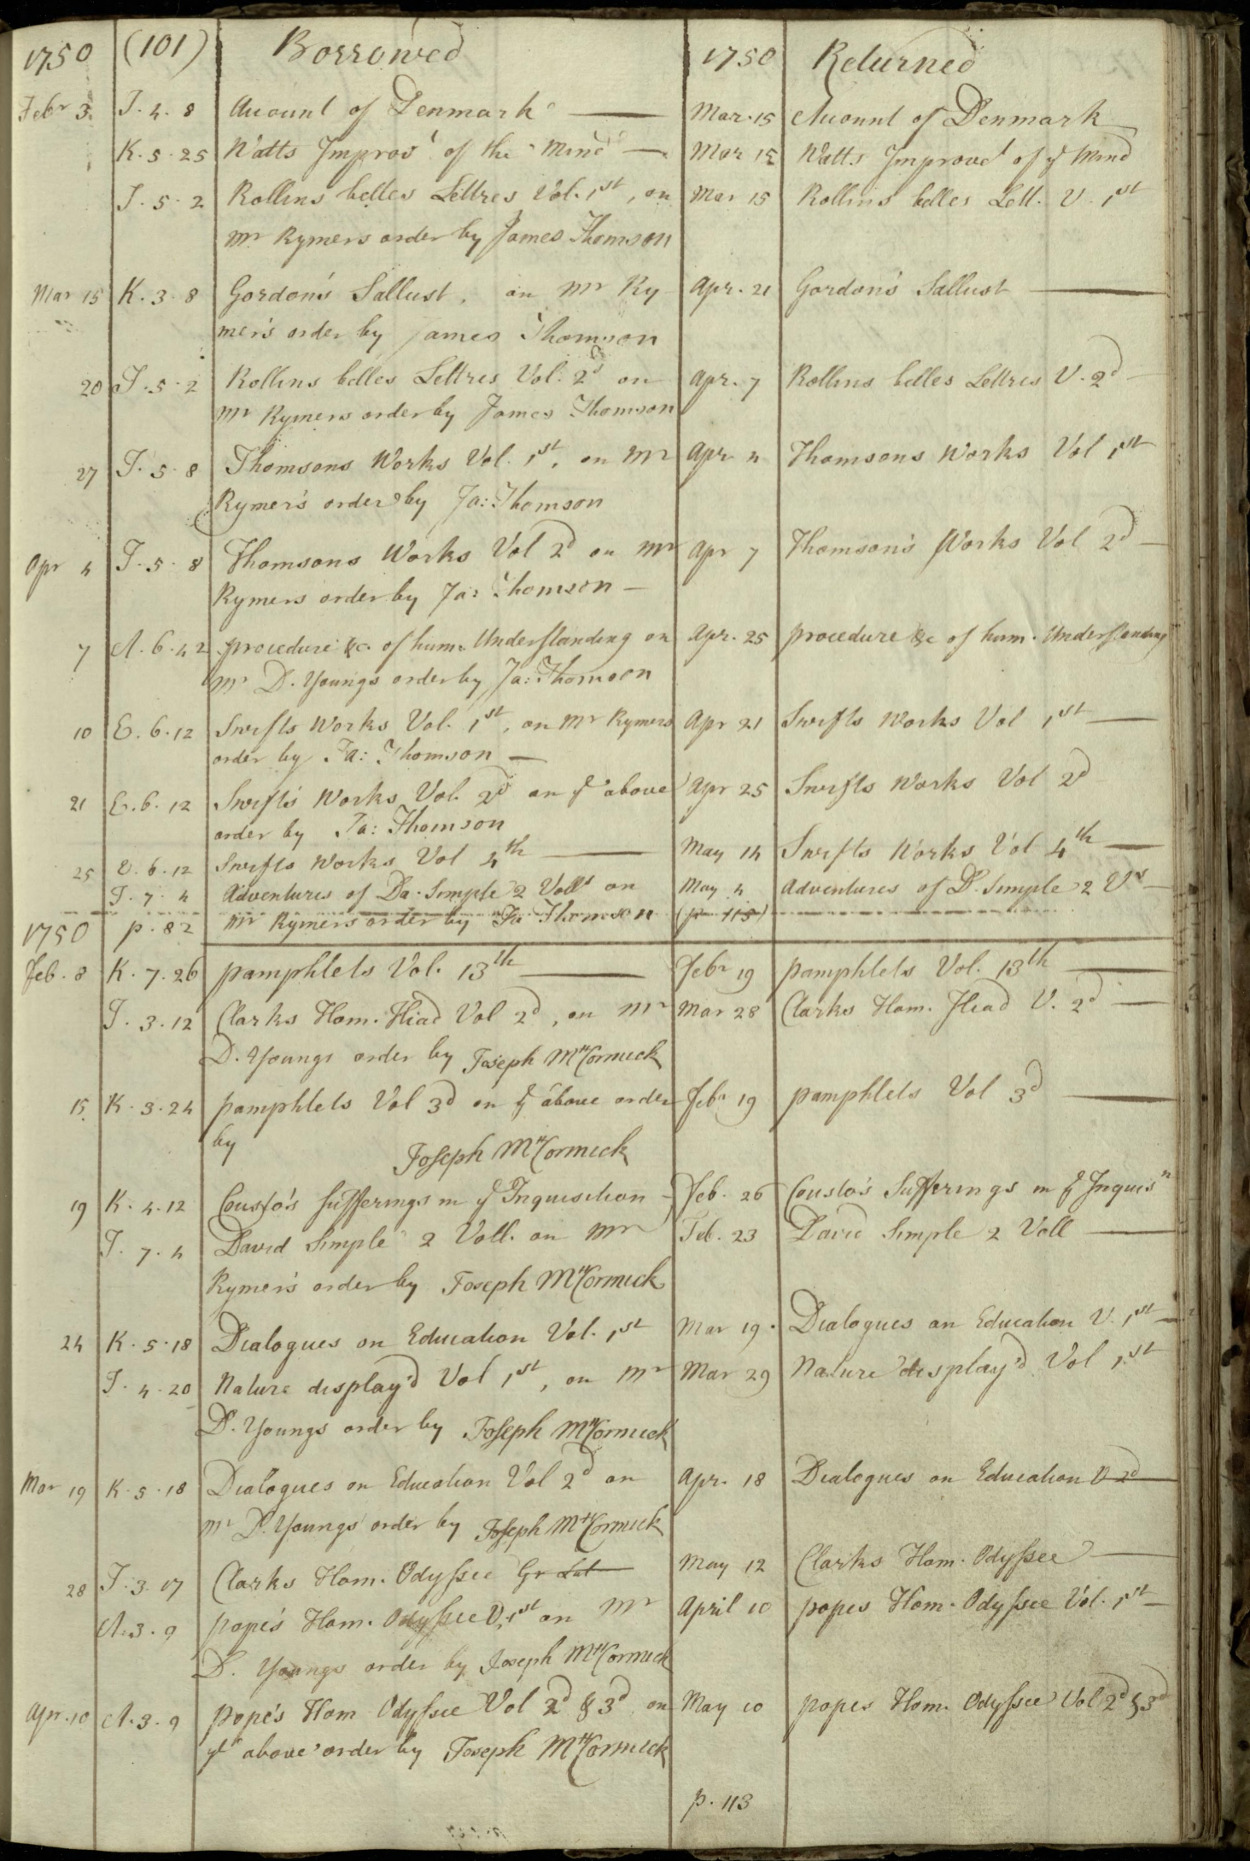 1750 (101) Borrowed 1750 Returned
Febr 3. J. 4. 8 Account of Denmark — Mar. 15 Account of Denmark
K. 5. 25 Watts Improv't of the Mind — Mar 15 Watts Improve't of ye Mind
J. 5. 2 Rollins belles Lettres Vol. 1st, on Mar 15 Rollins belles Lett. V. 1st
Mr Rymers order by James Thomson
Mar 15 K. 3. 8 Gordon's Sallust, on Mr Ry Apr. 21 Gordon's Sallust —
mer's order by James Thomson
20 J. 5. 2 Rollins belles Lettres Vol. 2d on Apr. 7 Rollins belles Lettres V. 2d —
Mr Rymers order by James Thomson
27 J. 5. 8 Thomsons Works Vol. 1st, on Mr Apr. 4 Thomsons Works Vol 1st
Rymer's order by Ja: Thomson
Apr 4 J. 5. 8 Thomsons Works Vol 2d on Mr Apr 7 Thomson's Works Vol 2d —
Rymers order by Ja: Thomson —
7 A. 6. 42 procedure &c of hum: Understanding on Apr. 25 procedure &c of hum. Understanding
Mr D. Youngs order by Ja: Thomson
10 E. 6. 12 Swifts Works Vol. 1st, on Mr Rymers Apr 21 Swifts Works Vol 1st —
order by Ja: Thomson —
21 E. 6. 12 Swift's Works Vol. 2d on ye above Apr 25 Swifts Works Vol 2d
order by Ja: Thomson
25 E. 6. 12 Swifts Works Vol 4th — May 14 Swifts Works Vol 4th —
J. 7. 4 Adventures of Da. Simple 2 Volls on May 4 Adventures of D. Simple 2 Vs —
1750 p. 82 Mr Rymers order by Ja Thomson (p. 115)
Feb. 8 K. 7. 26 pamphlets Vol. 13th — Febr 19 pamphlets Vol. 13th —
J. 3. 12 Clarks Hom. Iliad Vol 2d, on Mr Mar 28 Clarks Hom. Iliad V. 2d —
D. Youngs order by Joseph McCormick
15 K. 3. 24 pamphlets Vol 3d on ye above order Febr 19 pamphlets Vol 3d —
by Joseph McCormick
19 K. 4. 12 Cousto's Sufferings in ye Inquisition — Feb. 26 Cousto's Sufferings in ye Inquisn
J. 7. 4 David Simple 2 Voll. on Mr Feb. 23 David Simple 2 Voll —
Rymer's order by Joseph McCormick
24 K. 5. 18 Dialogues on Education Vol. 1st Mar 19. Dialogues on Education V. 1st —
J. 4. 20 Nature display'd Vol 1st, on Mr Mar 29 Nature display'd Vol 1st
D. Youngs order by Joseph McCormick
Mar 19 K. 5. 18 Dialogues on Education Vol 2d on Apr. 18 Dialogues on Education V 2d
Mr D. Youngs order by Joseph McCormick
28 J. 3. 17 Clarks Hom. Odyssee Gr Lat May 12 Clarks Hom. Odyssee —
A. 3. 9 pope's Hom. Odyssee V. 1st on Mr April 10 popes Hom. Odyssee Vol. 1st —
D. Youngs order by Joseph McCormick
Apr. 10 A. 3. 9 pope's Hom Odyssee Vol 2d & 3d on May 10 popes Hom. Odyssee Vol 2d & 3d
ye above order by Joseph McCormick
p. 113